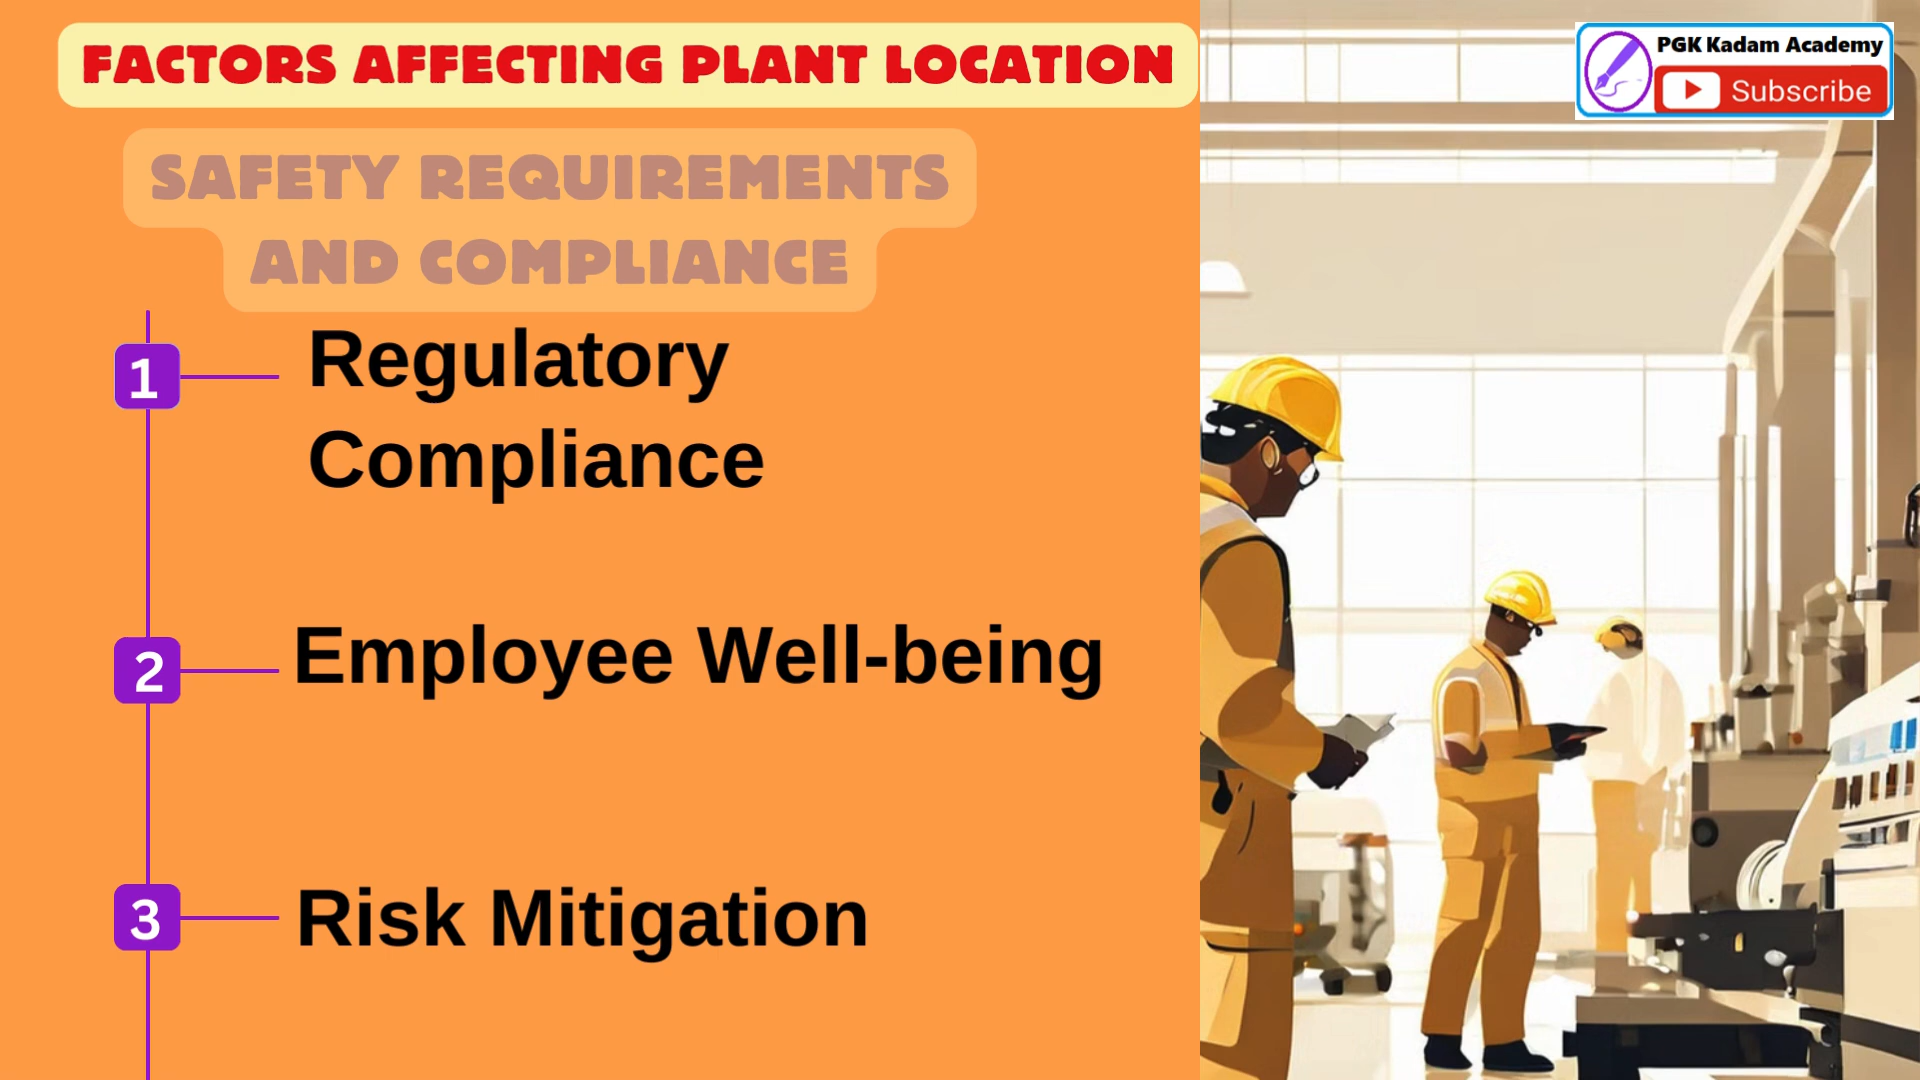 FACTORS AFFECTING PLANT LOCATION
PGK Kadam Academy
Subscribe
SAFETY REQUIREMENTS
AND COMPLIANCE
1
Regulatory
Compliance
2
Employee Well-being
3
Risk Mitigation